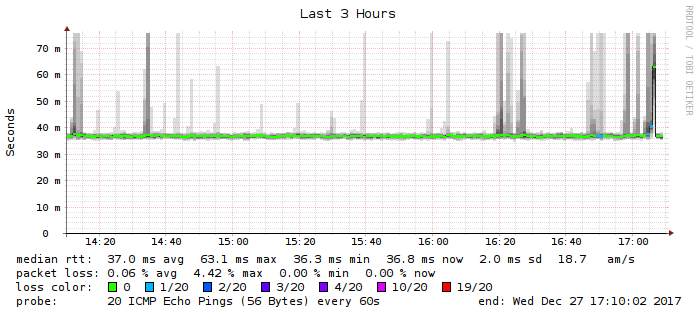 Last 3 Hours
RRDTOOL / TOBI OETIKER
Seconds
70 m
60 m
50 m
40 m
30 m
20 m
10 m
0
14:20 14:40 15:00 15:20 15:40 16:00 16:20 16:40 17:00
median rtt: 37.0 ms avg 63.1 ms max 36.3 ms min 36.8 ms now 2.0 ms sd 18.7 am/s
packet loss: 0.06 % avg 4.42 % max 0.00 % min 0.00 % now
loss color: 0 1/20 2/20 3/20 4/20 10/20 19/20
probe: 20 ICMP Echo Pings (56 Bytes) every 60s end: Wed Dec 27 17:10:02 2017